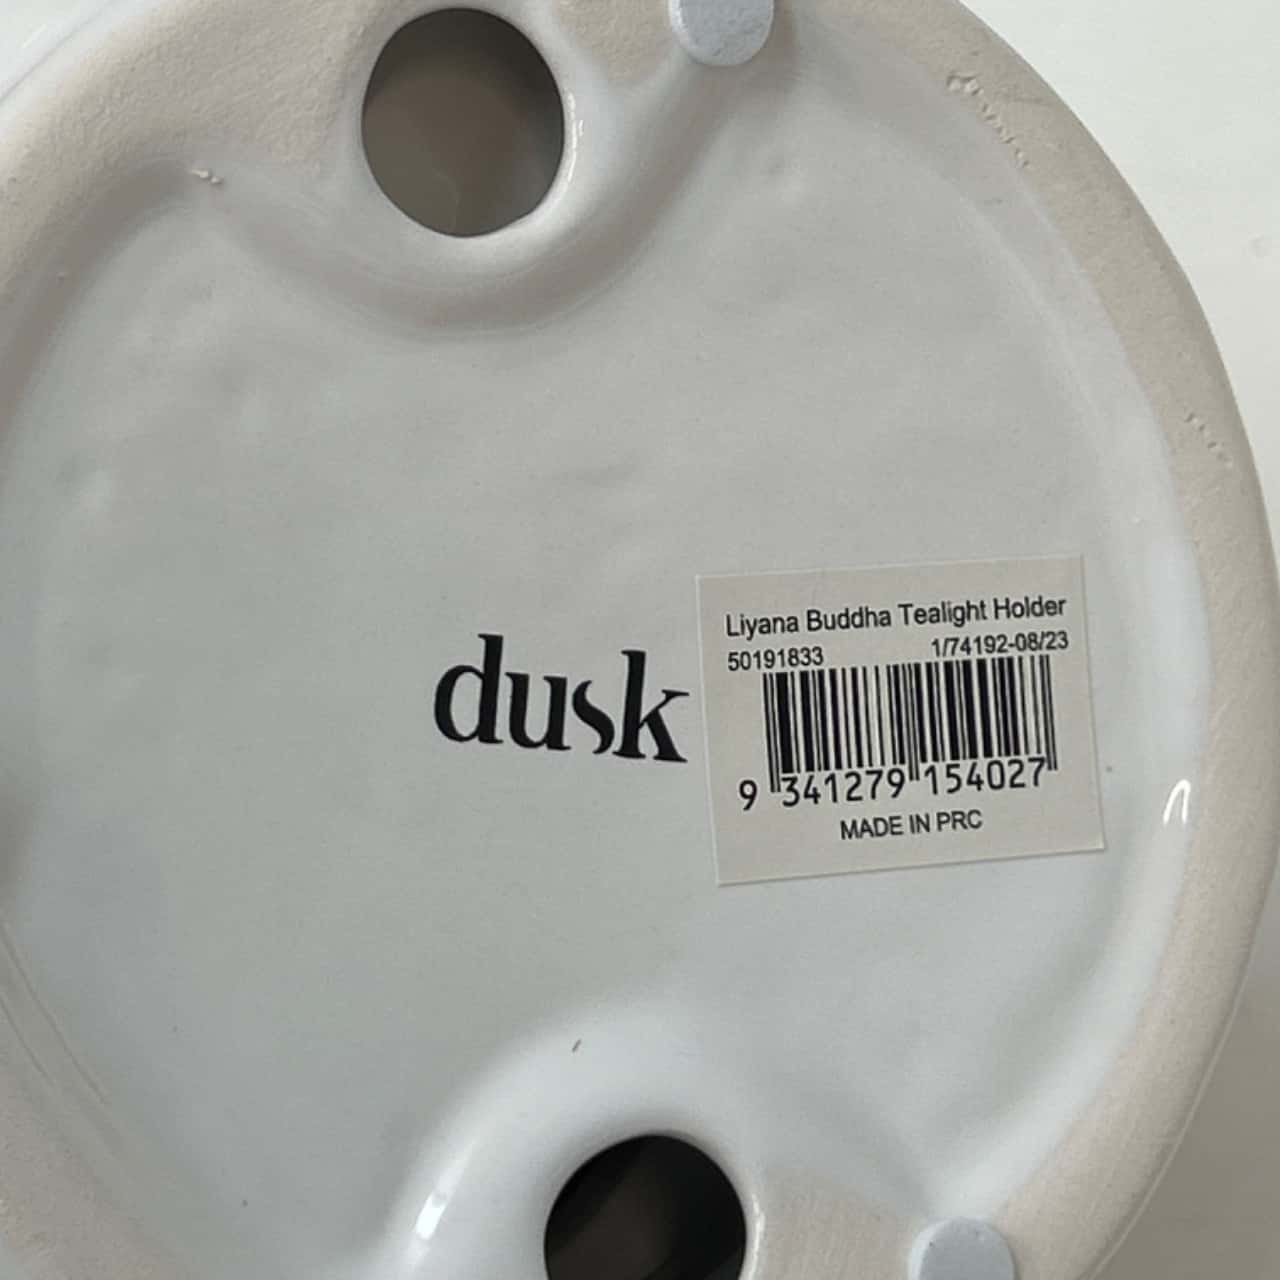 dusk
Liyana Buddha Tealight Holder
50191833 1/74192-08/23
9 341279 154027
MADE IN PRC